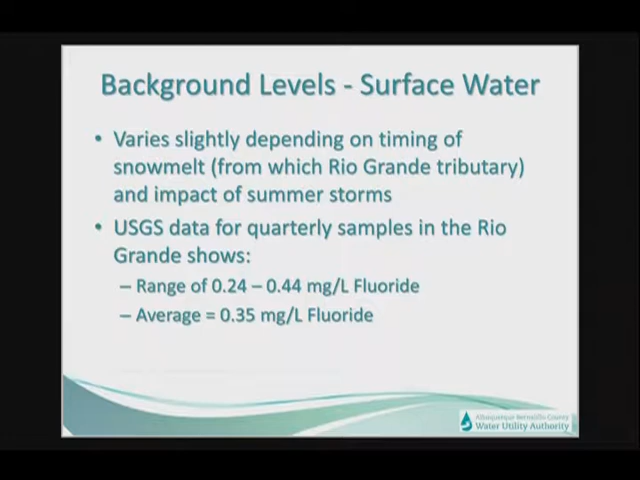 Background Levels - Surface Water
• Varies slightly depending on timing of
snowmelt (from which Rio Grande tributary)
and impact of summer storms
• USGS data for quarterly samples in the Rio
Grande shows:
– Range of 0.24 – 0.44 mg/L Fluoride
– Average = 0.35 mg/L Fluoride
Albuquerque Bernalillo County
Water Utility Authority